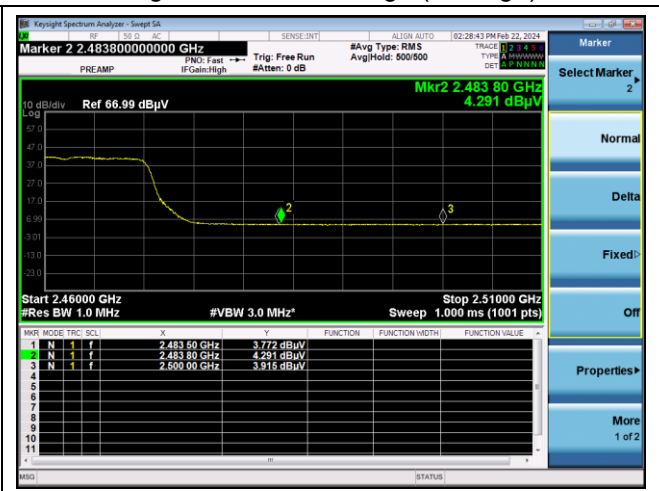 Keysight Spectrum Analyzer - Swept SA
RF 50 Ω AC SENSE:INT ALIGN AUTO 02:28:43 PM Feb 22, 2024
Marker 2 2.483800000000 GHz
PREAMP
PNO: Fast
IFGain:High
Trig: Free Run
#Atten: 0 dB
#Avg Type: RMS
Avg|Hold: 500/500
TRACE 1 2 3 4 5 6
TYPE A MWWWWW
DET A P N N N N
Mkr2 2.483 80 GHz
4.291 dBµV
10 dB/div Ref 66.99 dBµV
Log
57.0
47.0
37.0
27.0
17.0
6.99
-3.01
-13.0
-23.0
2
3
Start 2.46000 GHz Stop 2.51000 GHz
#Res BW 1.0 MHz #VBW 3.0 MHz* Sweep 1.000 ms (1001 pts)
MKR MODE TRC SCL X Y FUNCTION FUNCTION WIDTH FUNCTION VALUE
1 N 1 f 2.483 50 GHz 3.772 dBµV
2 N 1 f 2.483 80 GHz 4.291 dBµV
3 N 1 f 2.500 00 GHz 3.915 dBµV
4
5
6
7
8
9
10
11
MSG STATUS
Marker
Select Marker
2
Normal
Delta
Fixed
Off
Properties
More
1 of 2